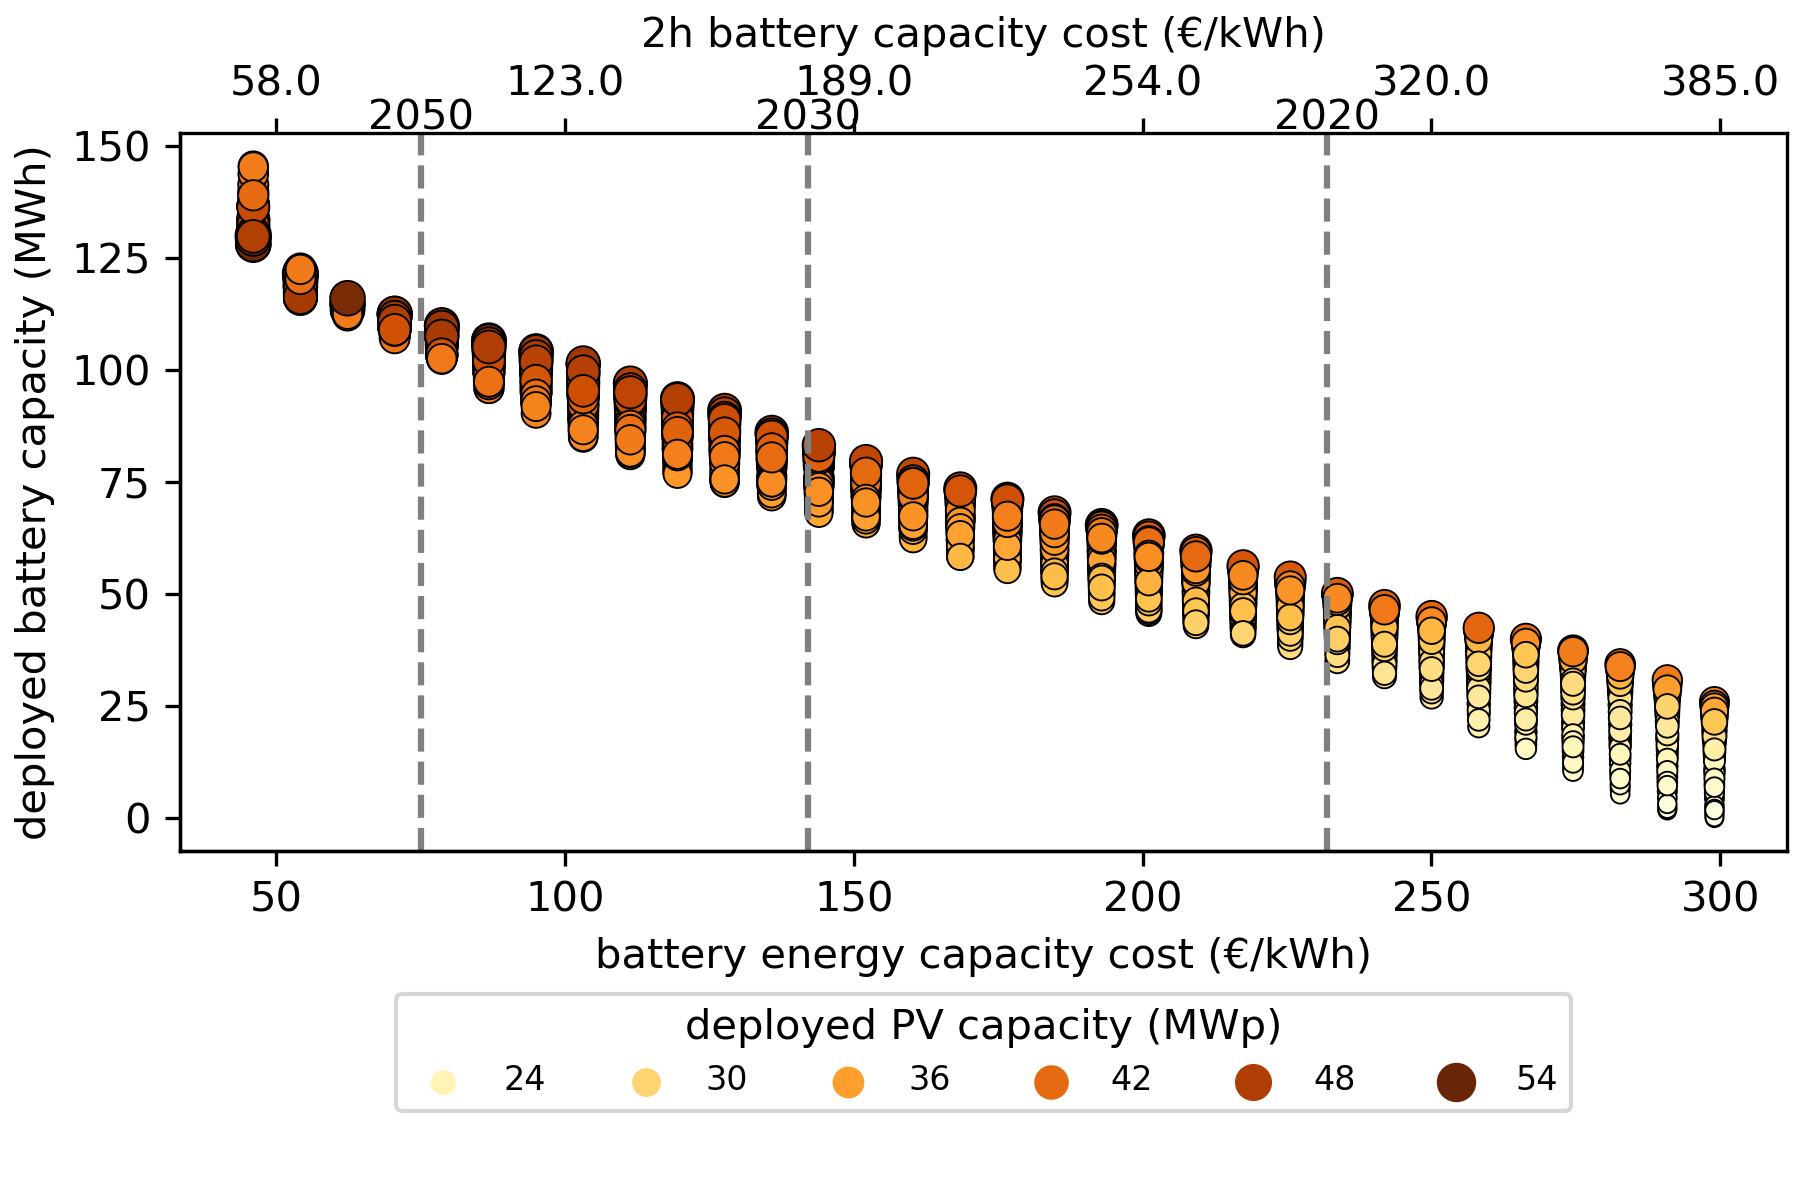 2h battery capacity cost (€/kWh)
58.0 123.0 189.0 254.0 320.0 385.0
2050 2030 2020
deployed battery capacity (MWh)
150
125
100
75
50
25
0
50 100 150 200 250 300
battery energy capacity cost (€/kWh)
deployed PV capacity (MWp)
24 30 36 42 48 54